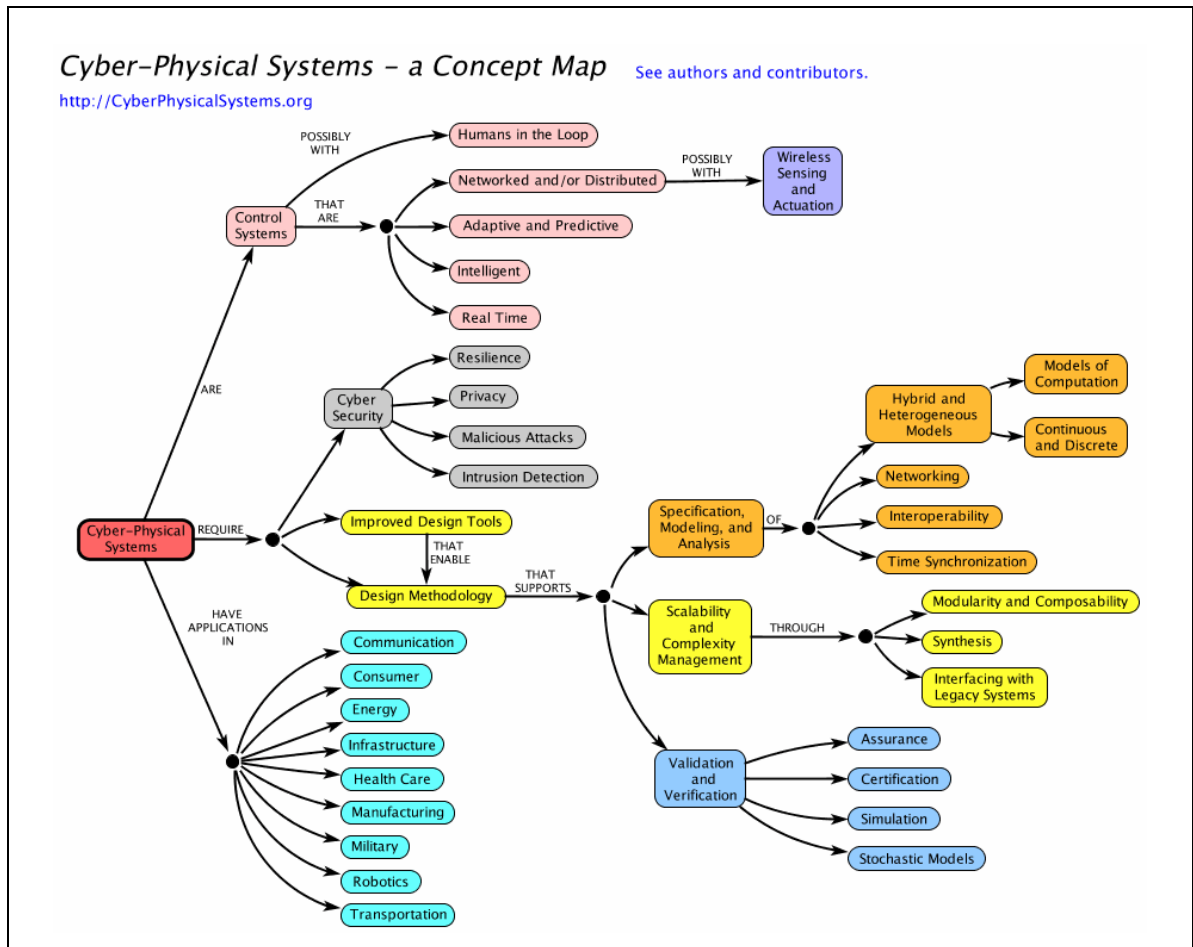 Cyber-Physical Systems - a Concept Map
See authors and contributors.
http://CyberPhysicalSystems.org
POSSIBLY
WITH
Humans in the Loop
Control
Systems
THAT
ARE
Networked and/or Distributed
POSSIBLY
WITH
Wireless
Sensing
and
Actuation
Adaptive and Predictive
Intelligent
Real Time
ARE
Cyber
Security
Resilience
Privacy
Malicious Attacks
Intrusion Detection
Cyber-Physical
Systems
REQUIRE
Improved Design Tools
THAT
ENABLE
Design Methodology
THAT
SUPPORTS
Specification,
Modeling, and
Analysis
OF
Hybrid and
Heterogeneous
Models
Models of
Computation
Continuous
and Discrete
Networking
Interoperability
Time Synchronization
Scalability
and
Complexity
Management
THROUGH
Modularity and Composability
Synthesis
Interfacing with
Legacy Systems
Validation
and
Verification
Assurance
Certification
Simulation
Stochastic Models
HAVE
APPLICATIONS
IN
Communication
Consumer
Energy
Infrastructure
Health Care
Manufacturing
Military
Robotics
Transportation